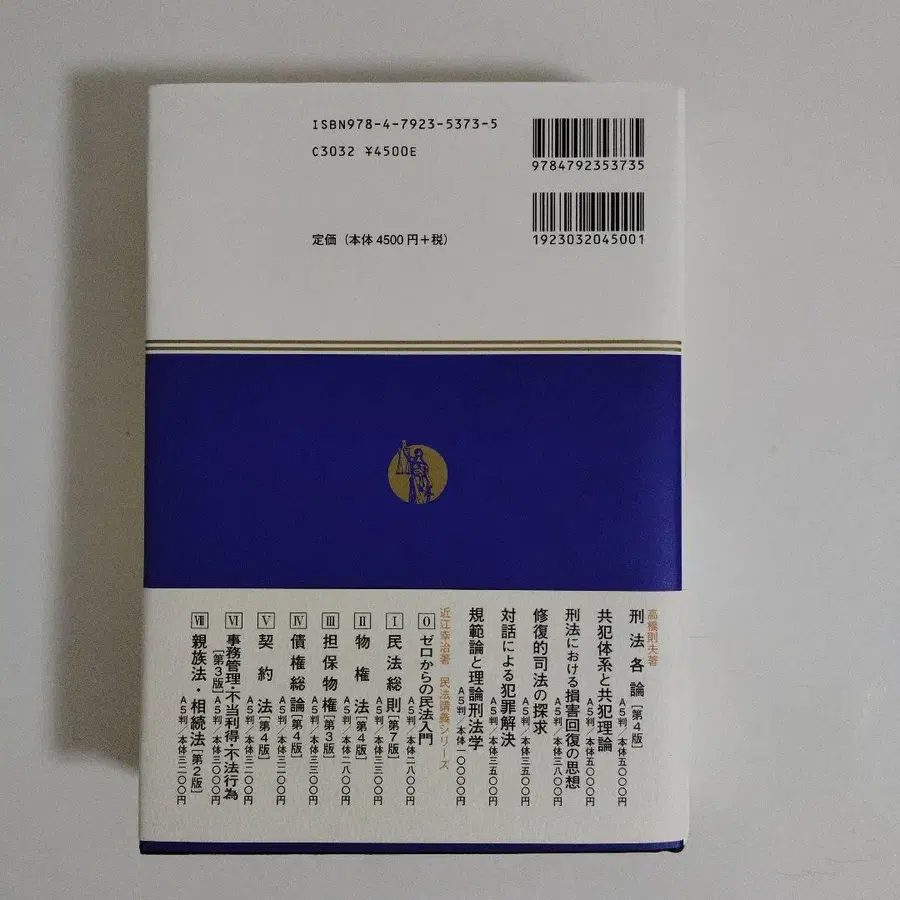 ISBN978-4-7923-5373-5
C3032 ¥4500E
定価（本体4500円＋税）
9784792353735
1923032045001
高橋則夫著
刑法各論［第4版］ A5判／本体五〇〇〇円
共犯体系と共犯理論 A5判／本体五〇〇〇円
刑法における損害回復の思想 A5判／本体三八〇〇円
修復的司法の探求 A5判／本体三五〇〇円
対話による犯罪解決 A5判／本体三五〇〇円
規範論と理論刑法学 A5判／本体一〇〇〇〇円
近江幸治著 民法講義シリーズ
0 ゼロからの民法入門 A5判／本体二八〇〇円
Ⅰ 民法総則［第7版］ A5判／本体三三〇〇円
Ⅱ 物権法［第4版］ A5判／本体二八〇〇円
Ⅲ 担保物権［第3版］ A5判／本体三三〇〇円
Ⅳ 債権総論［第4版］ A5判／本体三三〇〇円
Ⅴ 契約法［第4版］ A5判／本体三二〇〇円
Ⅵ 事務管理・不当利得・不法行為［第3版］ A5判／本体三〇〇〇円
Ⅶ 親族法・相続法［第2版］ A5判／本体三二〇〇円